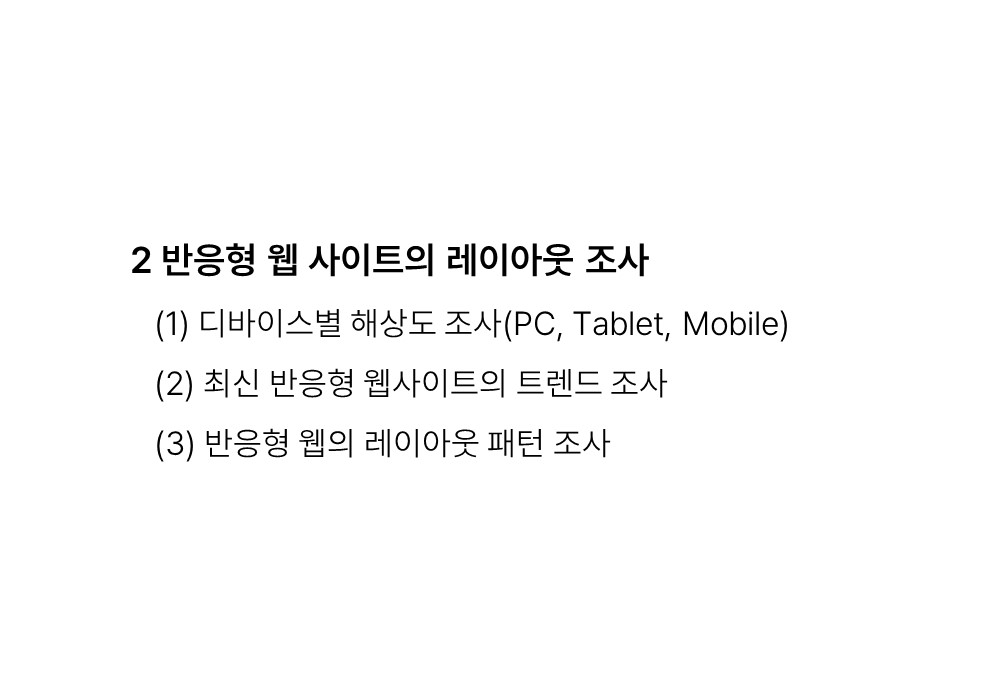 2 반응형 웹 사이트의 레이아웃 조사
(1) 디바이스별 해상도 조사(PC, Tablet, Mobile)
(2) 최신 반응형 웹사이트의 트렌드 조사
(3) 반응형 웹의 레이아웃 패턴 조사